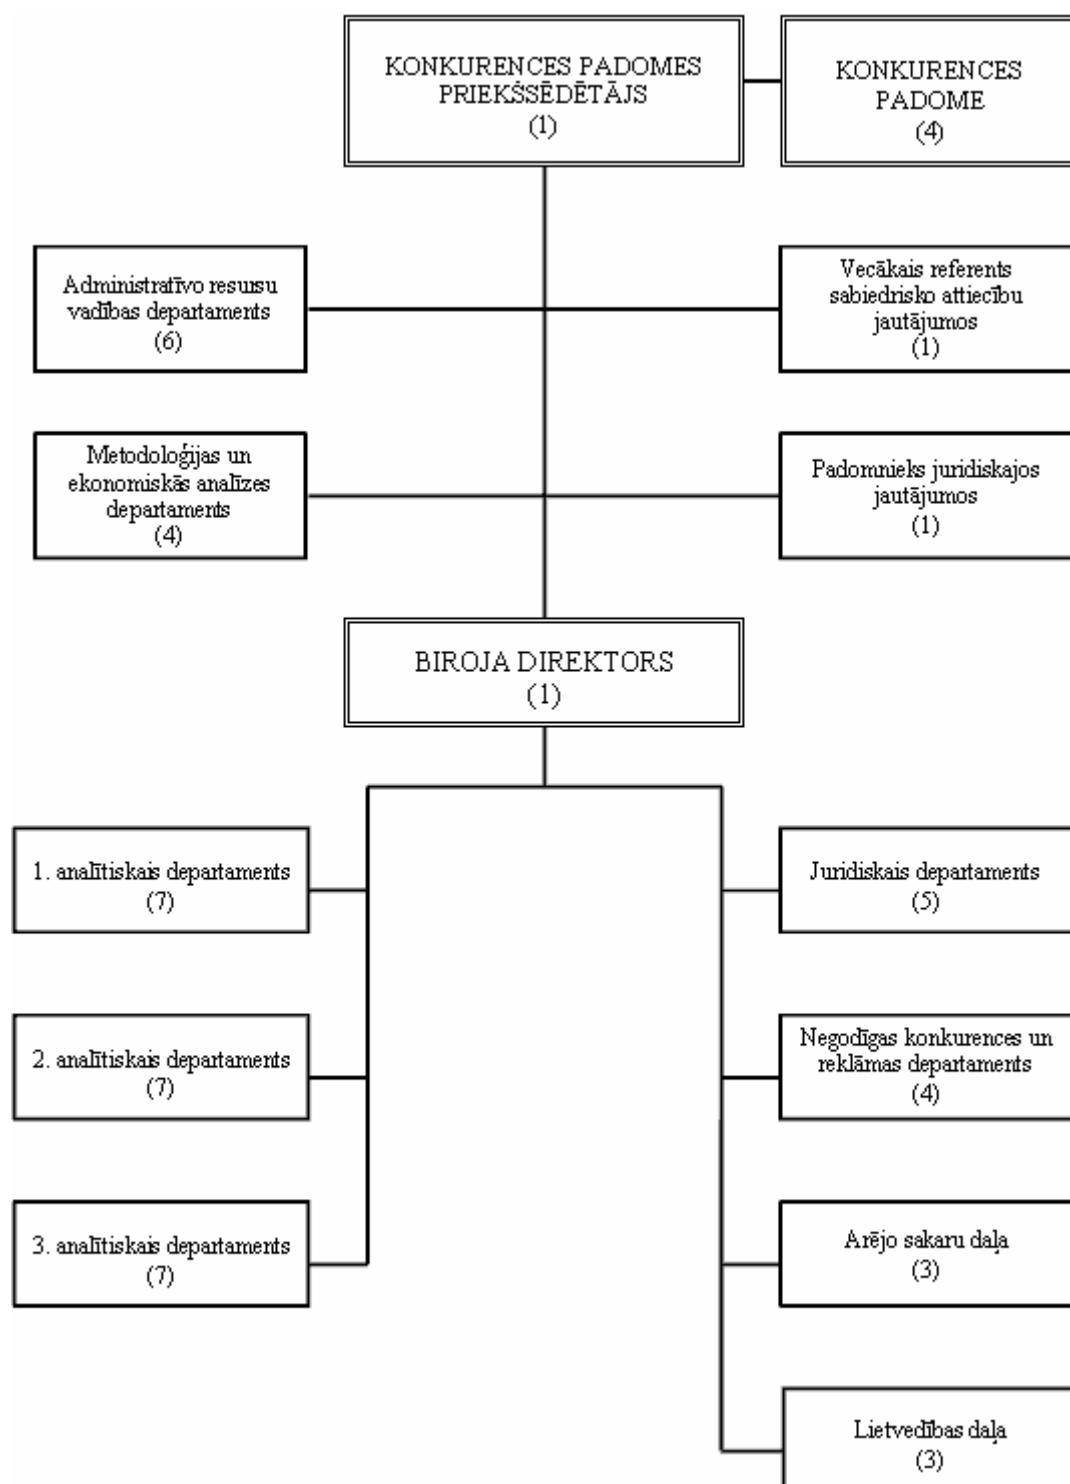 KONKURENCES PADOMES
PRIEKŠSĒDĒTĀJS
(1)
KONKURENCES
PADOME
(4)
Administratīvo resursu
vadības departaments
(6)
Vecākais referents
sabiedrisko attiecību
jautājumos
(1)
Metodoloģijas un
ekonomiskās analīzes
departaments
(4)
Padomnieks juridiskajos
jautājumos
(1)
BIROJA DIREKTORS
(1)
1. analītiskais departaments
(7)
Juridiskais departaments
(5)
2. analītiskais departaments
(7)
Negodīgas konkurences un
reklāmas departaments
(4)
3. analītiskais departaments
(7)
Arējo sakaru daļa
(3)
Lietvedības daļa
(3)